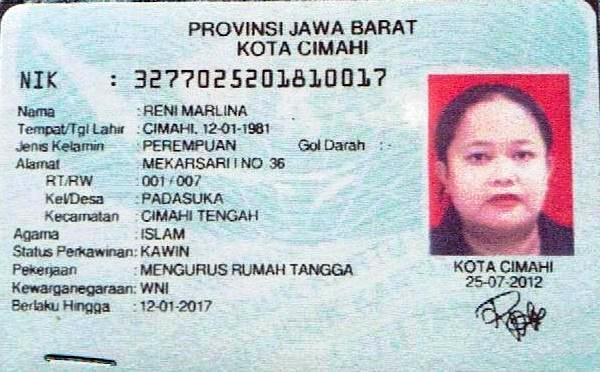 PROVINSI JAWA BARAT
KOTA CIMAHI
NIK : 3277025201810017
Nama : RENI MARLINA
Tempat/Tgl Lahir : CIMAHI, 12-01-1981
Jenis Kelamin : PEREMPUAN Gol Darah : -
Alamat : MEKARSARI I NO 36
RT/RW : 001 / 007
Kel/Desa : PADASUKA
Kecamatan : CIMAHI TENGAH
Agama : ISLAM
Status Perkawinan: KAWIN
Pekerjaan : MENGURUS RUMAH TANGGA
Kewarganegaraan: WNI
Berlaku Hingga : 12-01-2017
KOTA CIMAHI
25-07-2012